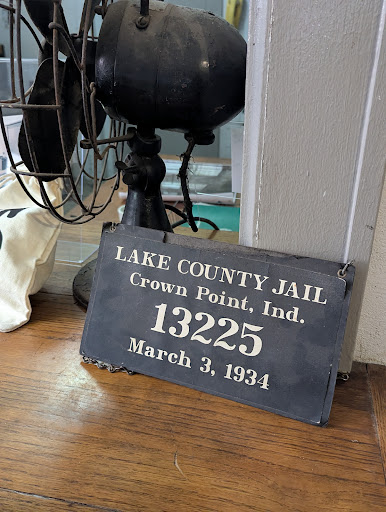 LAKE COUNTY JAIL
Crown Point, Ind.
13225
March 3, 1934